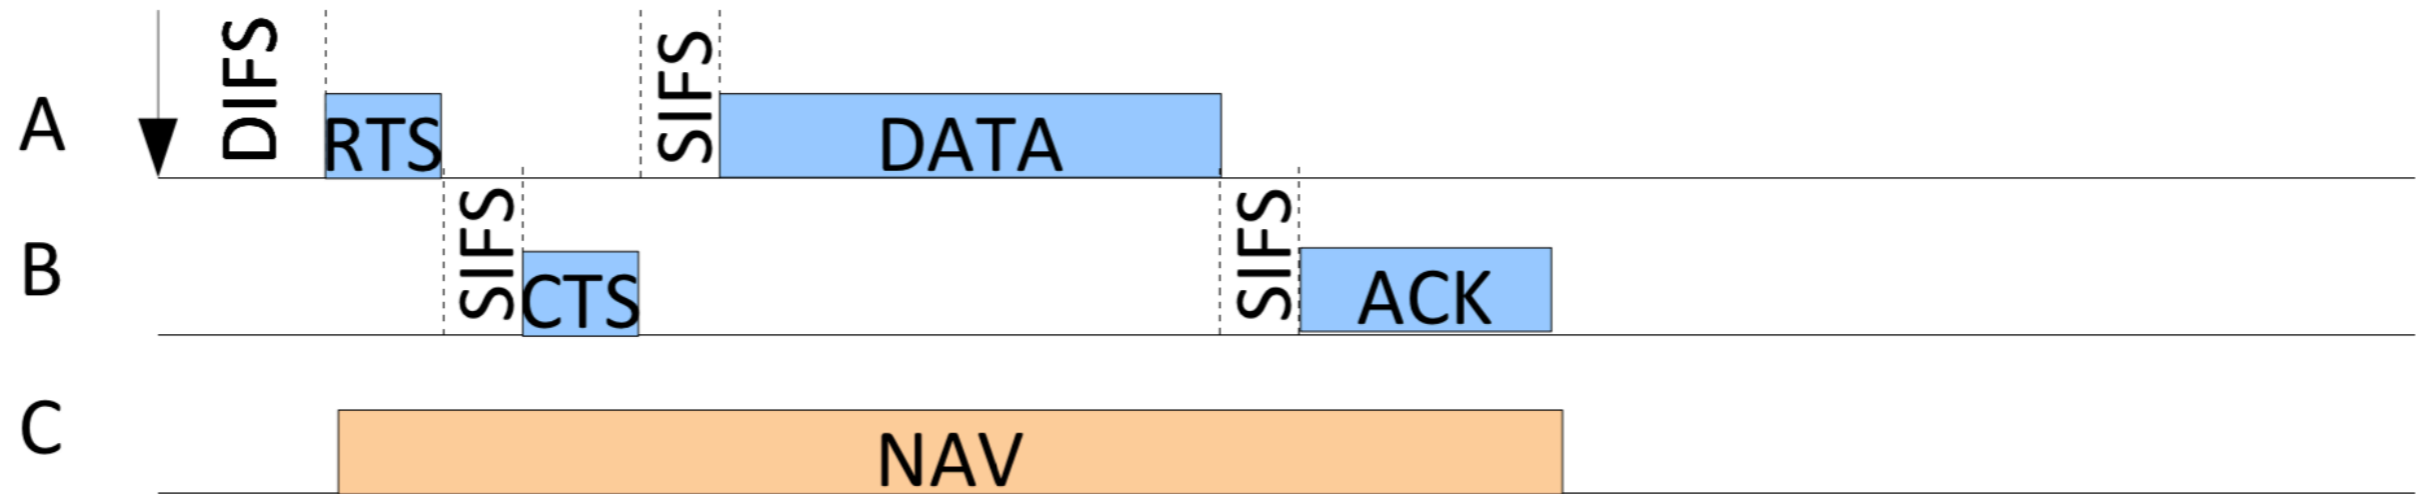 A DIFS RTS SIFS DATA
B SIFS CTS SIFS ACK
C NAV